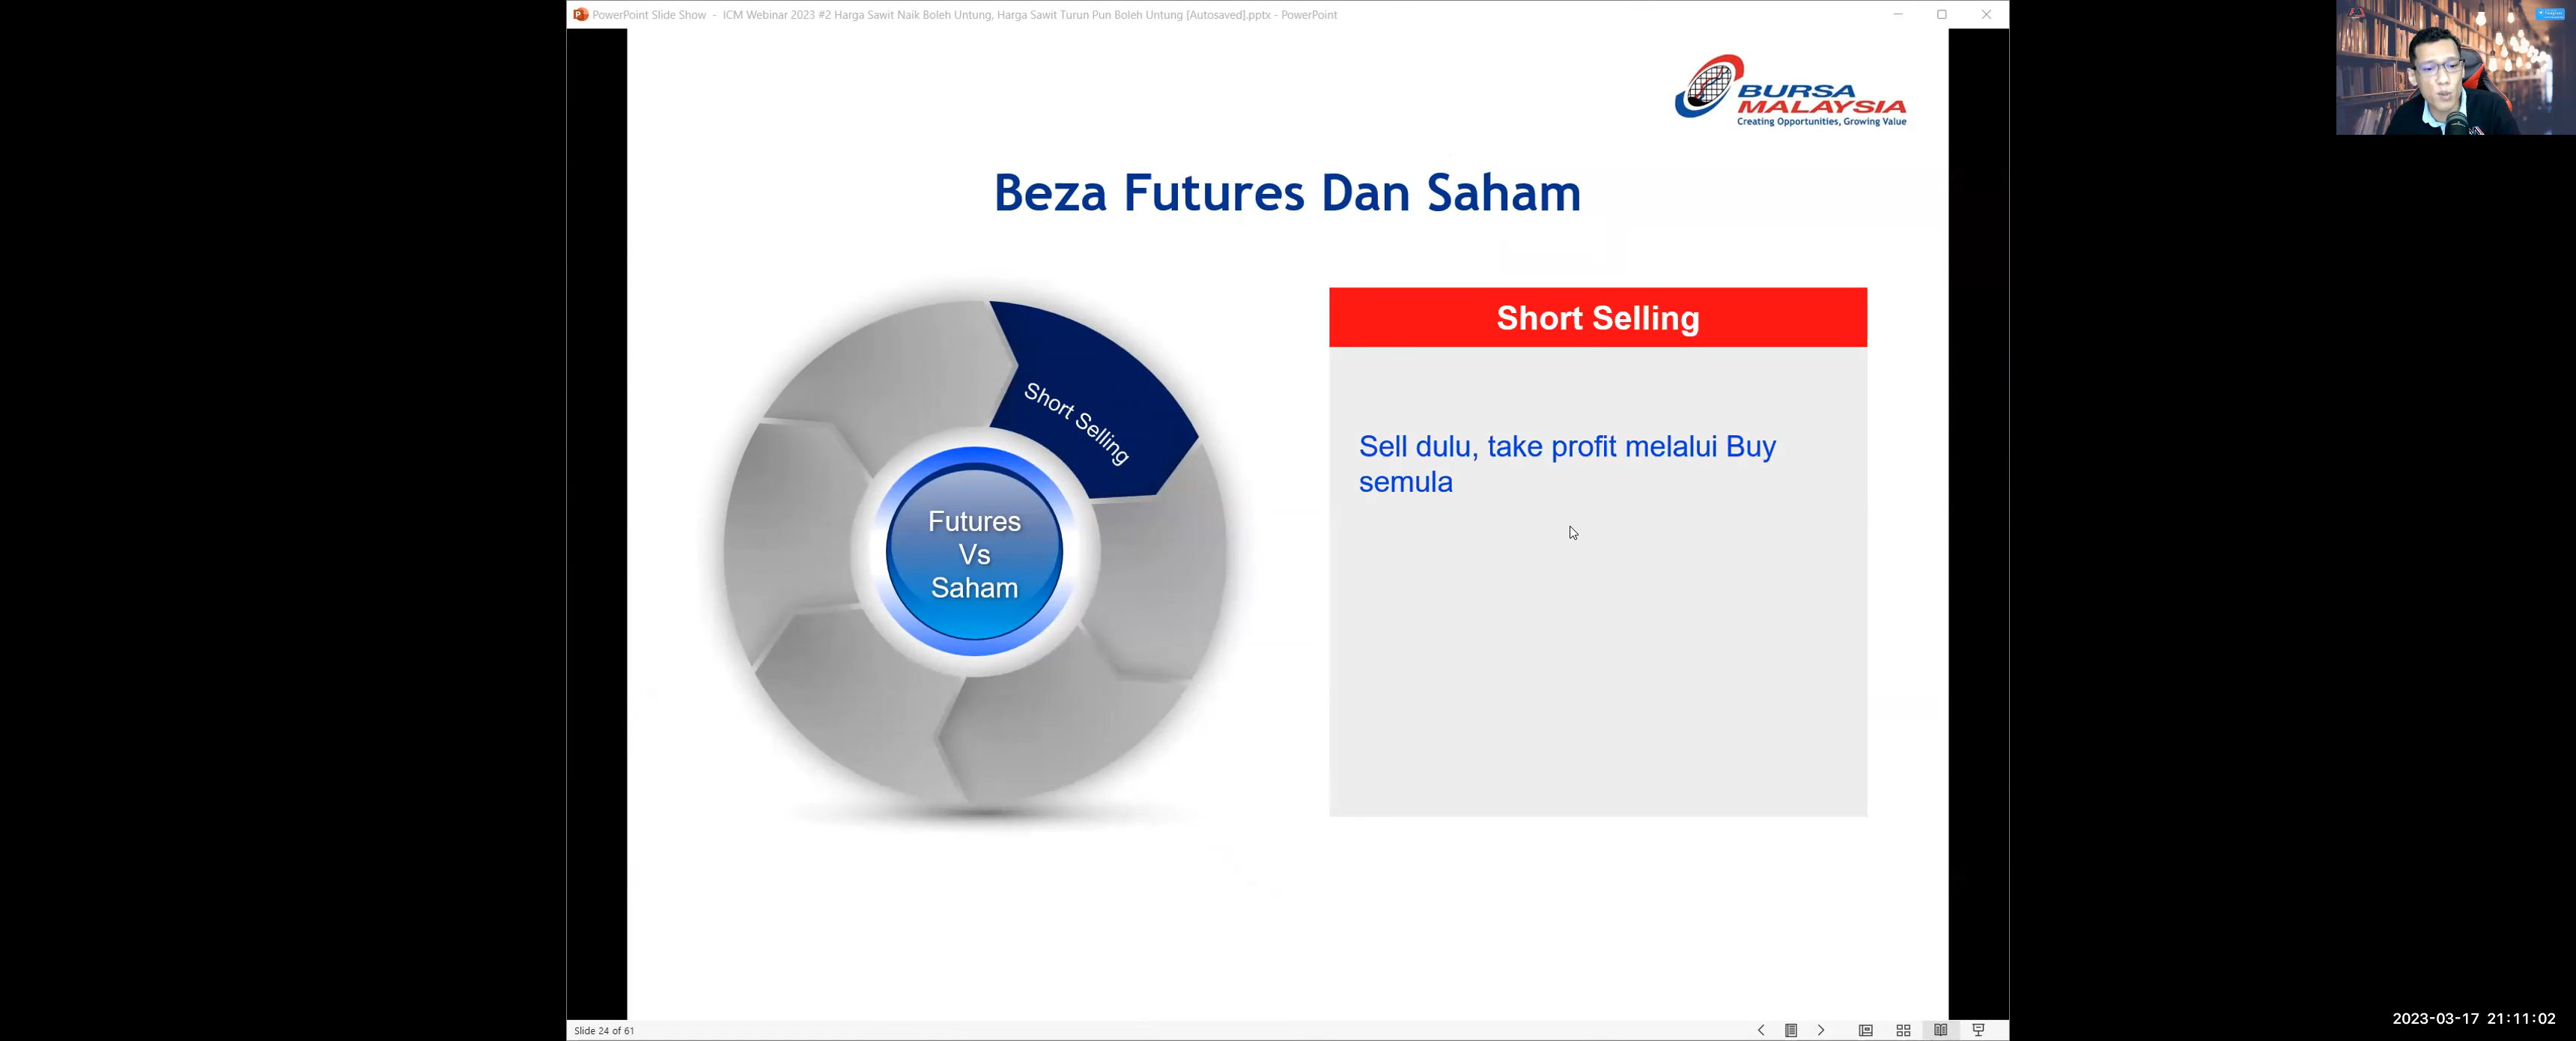 PowerPoint Slide Show - ICM Webinar 2023 #2 Harga Sawit Naik Boleh Untung, Harga Sawit Turun Pun Boleh Untung [Autosaved].pptx - PowerPoint
BURSA
MALAYSIA
Creating Opportunities, Growing Value
Beza Futures Dan Saham
Short Selling
Futures
Vs
Saham
Short Selling
Sell dulu, take profit melalui Buy
semula
Slide 24 of 61
2023-03-17 21:11:02